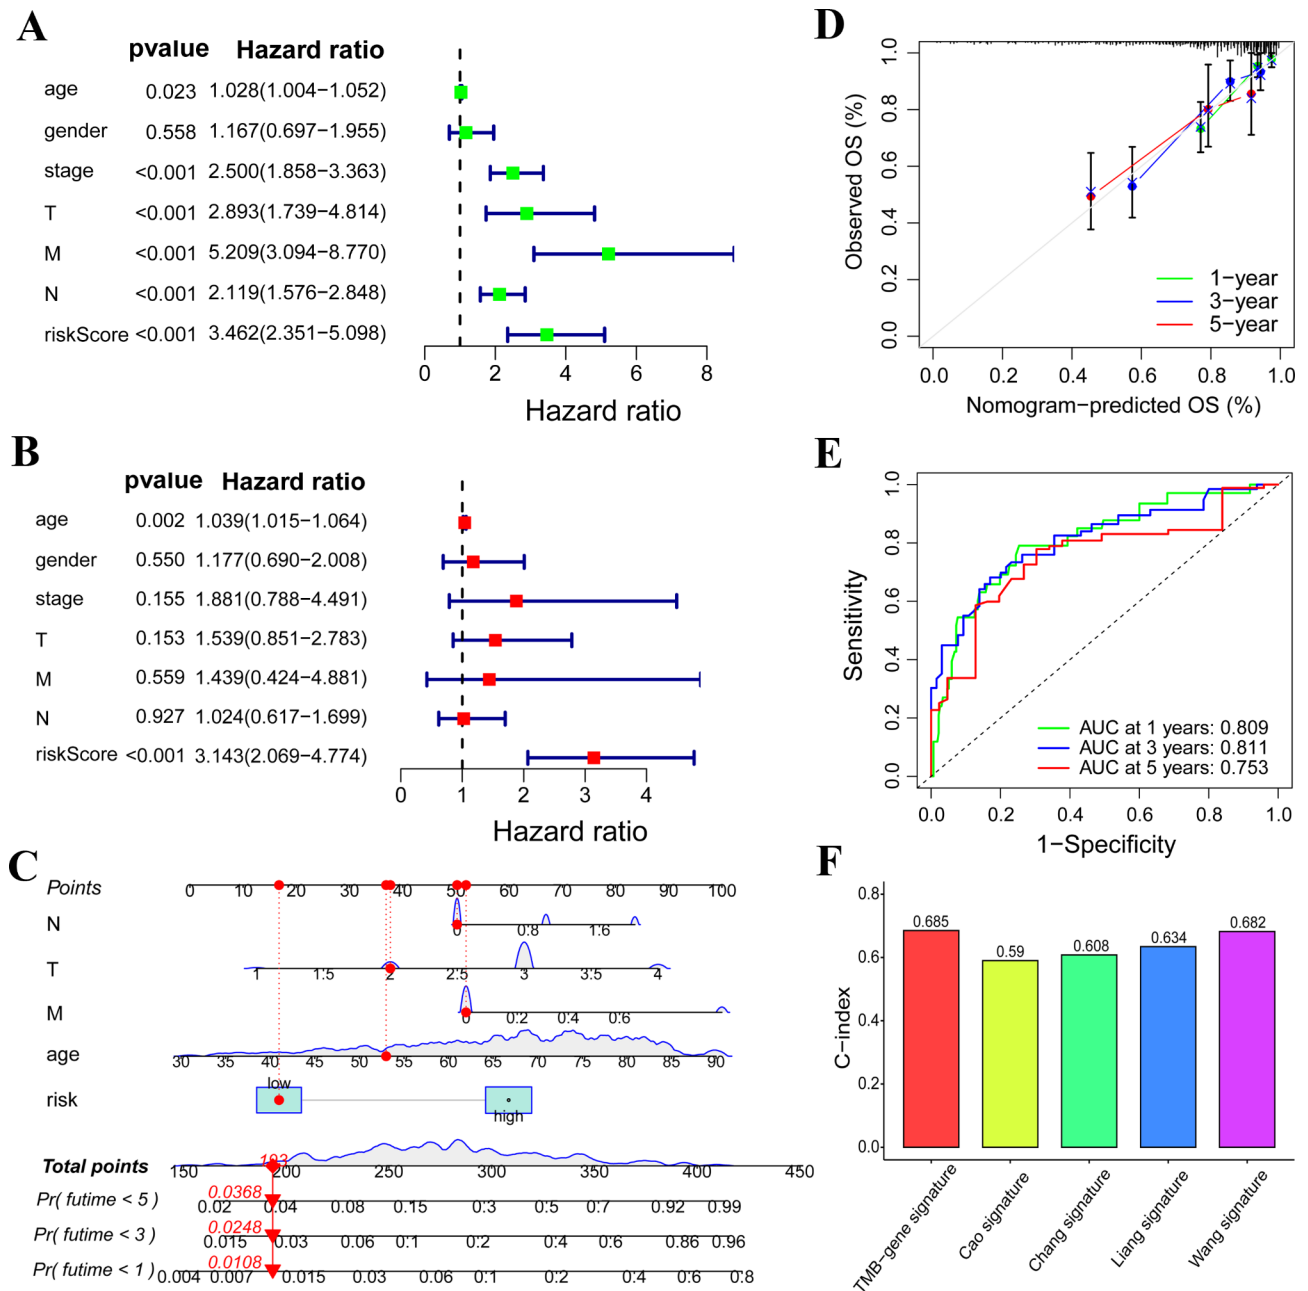 A
pvalue Hazard ratio
age 0.023 1.028(1.004−1.052)
gender 0.558 1.167(0.697−1.955)
stage <0.001 2.500(1.858−3.363)
T <0.001 2.893(1.739−4.814)
M <0.001 5.209(3.094−8.770)
N <0.001 2.119(1.576−2.848)
riskScore <0.001 3.462(2.351−5.098)
0 2 4 6 8
Hazard ratio
B
pvalue Hazard ratio
age 0.002 1.039(1.015−1.064)
gender 0.550 1.177(0.690−2.008)
stage 0.155 1.881(0.788−4.491)
T 0.153 1.539(0.851−2.783)
M 0.559 1.439(0.424−4.881)
N 0.927 1.024(0.617−1.699)
riskScore <0.001 3.143(2.069−4.774)
0 1 2 3 4
Hazard ratio
C
Points 0 10 20 30 40 50 60 70 80 90 100
N 0 0.8 1.6
T 1 1.5 2 2.5 3 3.5 4
M 0 0.2 0.4 0.6
age 30 35 40 45 50 55 60 65 70 75 80 85 90
low
risk
high
193
Total points 150 200 250 300 350 400 450
0.0368
Pr( futime < 5 ) 0.02 0.04 0.08 0.15 0.3 0.5 0.7 0.92 0.99
0.0248
Pr( futime < 3 ) 0.015 0.03 0.06 0.1 0.2 0.4 0.6 0.86 0.96
0.0108
Pr( futime < 1 ) 0.004 0.007 0.015 0.03 0.06 0.1 0.2 0.4 0.6 0.8
D
Observed OS (%)
1.0
0.8
0.6
0.4
0.2
0.0
1−year
3−year
5−year
0.0 0.2 0.4 0.6 0.8 1.0
Nomogram−predicted OS (%)
E
Sensitivity
1.0
0.8
0.6
0.4
0.2
0.0
AUC at 1 years: 0.809
AUC at 3 years: 0.811
AUC at 5 years: 0.753
0.0 0.2 0.4 0.6 0.8 1.0
1−Specificity
F
C−index
0.8
0.6
0.4
0.2
0.0
0.685 0.59 0.608 0.634 0.682
TMB−gene signature
Cao signature
Chang signature
Liang signature
Wang signature